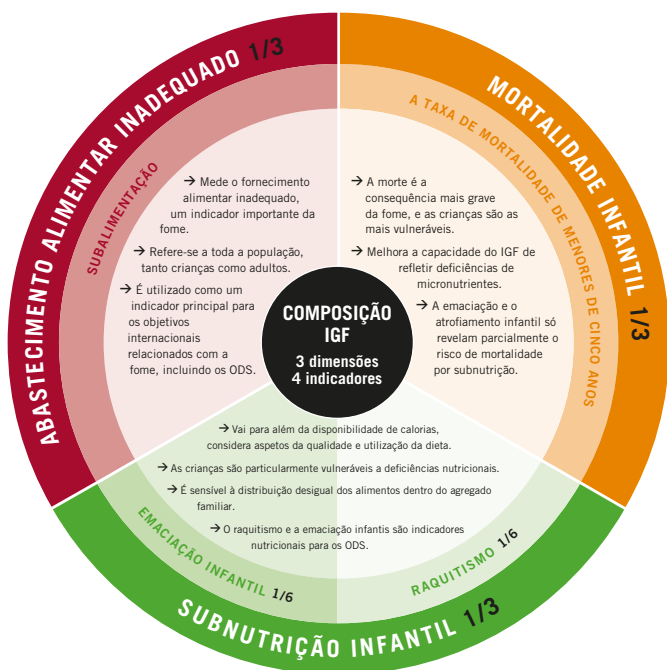 ABASTECIMENTO ALIMENTAR INADEQUADO 1/3
SUBALIMENTAÇÃO
→ Mede o fornecimento
alimentar inadequado,
um indicador importante da
fome.
→ Refere-se a toda a população,
tanto crianças como adultos.
→ É utilizado como um
indicador principal para
os objetivos
internacionais
relacionados com a
fome, incluindo os ODS.
MORTALIDADE INFANTIL 1/3
A TAXA DE MORTALIDADE DE MENORES DE CINCO ANOS
→ A morte é a
consequência mais grave
da fome, e as crianças são as
mais vulneráveis.
→ Melhora a capacidade do IGF de
refletir deficiências de
micronutrientes.
→ A emaciação e o
atrofiamento infantil só
revelam parcialmente o
risco de mortalidade
por subnutrição.
COMPOSIÇÃO
IGF
3 dimensões
4 indicadores
→ Vai para além da disponibilidade de calorias,
considera aspetos da qualidade e utilização da dieta.
→ As crianças são particularmente vulneráveis a deficiências nutricionais.
→ É sensível à distribuição desigual dos alimentos dentro do agregado
familiar.
→ O raquitismo e a emaciação infantis são indicadores
nutricionais para os ODS.
EMACIAÇÃO INFANTIL 1/6
RAQUITISMO 1/6
SUBNUTRIÇÃO INFANTIL 1/3